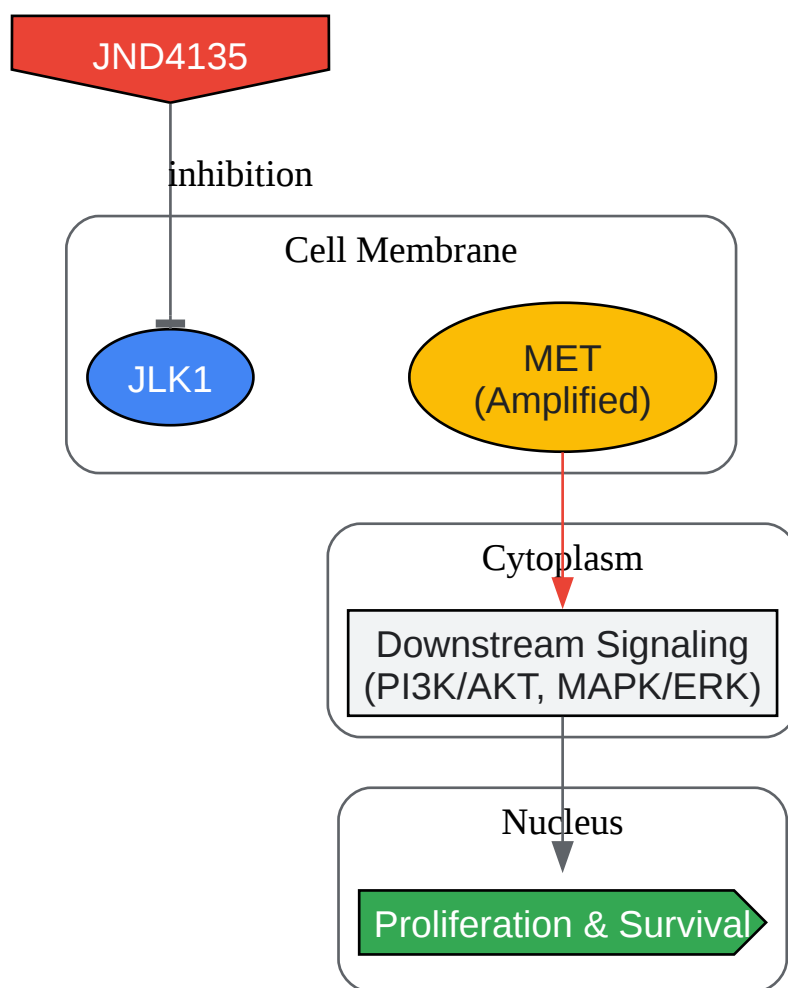 JND4135
inhibition
Cell Membrane
JLK1
MET
(Amplified)
Cytoplasm
Downstream Signaling
(PI3K/AKT, MAPK/ERK)
Nucleus
Proliferation & Survival